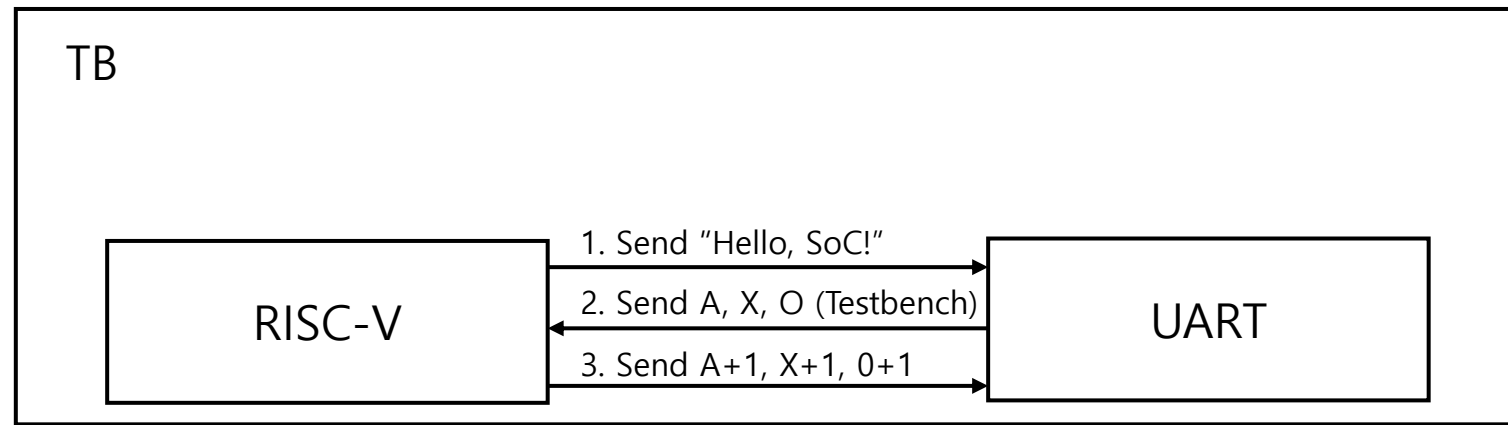 TB
1. Send "Hello, SoC!"
2. Send A, X, O (Testbench)
3. Send A+1, X+1, 0+1
RISC-V
UART